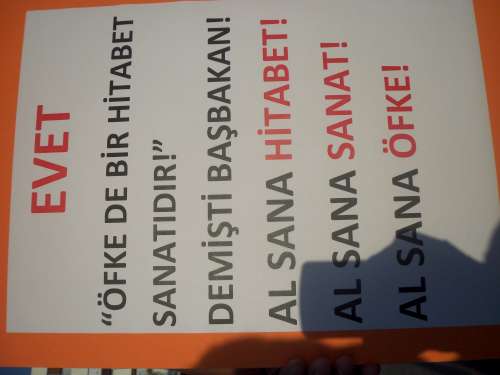 EVET
“ÖFKE DE BİR HİTABET
SANATIDIR!”
DEMİŞTİ BAŞBAKAN!
AL SANA HİTABET!
AL SANA SANAT!
AL SANA ÖFKE!